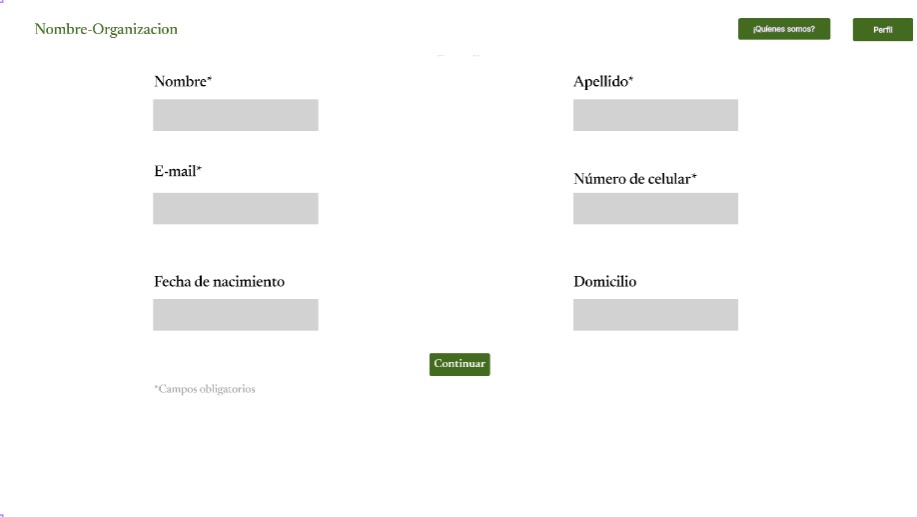 Nombre-Organizacion
¿Quienes somos?
Perfil
Nombre*
Apellido*
E-mail*
Número de celular*
Fecha de nacimiento
Domicilio
Continuar
*Campos obligatorios